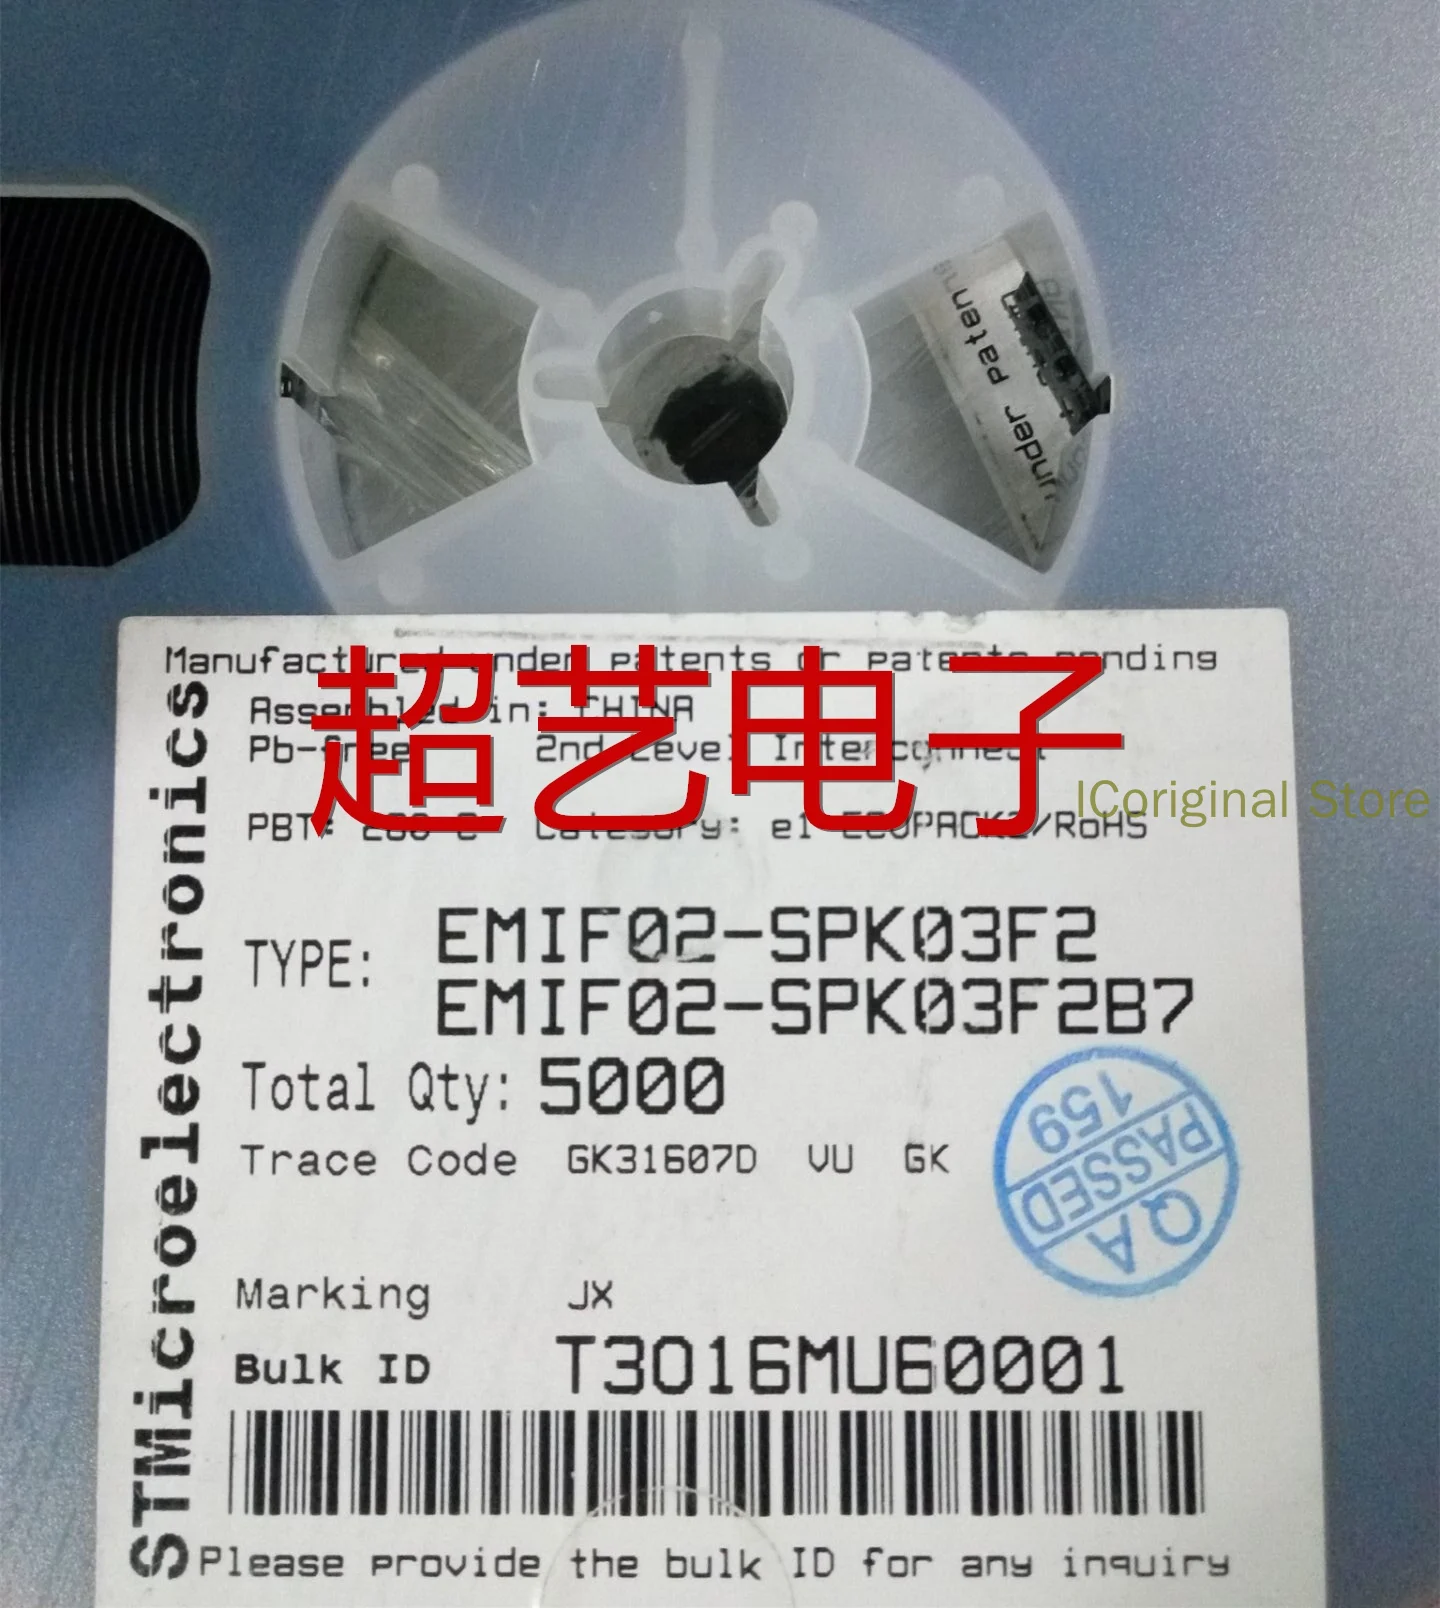 under patent
Manufactured under patents or patents pending
Assembled in: CHINA
Pb-free 2nd Level Interconnect
超艺电子
ICoriginal Store
PBT: 260 C Category: e1 ECOPACK2/RoHS
TYPE: EMIF02-SPK03F2
EMIF02-SPK03F2B7
Total Qty: 5000
Trace Code GK31607D VU GK
159
PASSED
QA
Marking JX
Bulk ID T3016MU60001
Please provide the bulk ID for any inquiry
STMicroelectronics